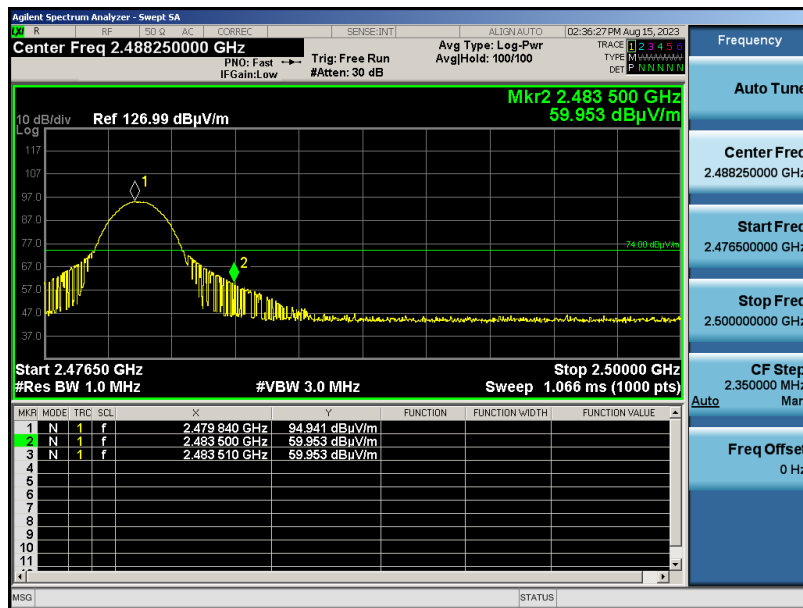 Agilent Spectrum Analyzer - Swept SA
R RF 50 Ω AC CORREC SENSE:INT ALIGN AUTO 02:36:27 PM Aug 15, 2023
Center Freq 2.488250000 GHz
PNO: Fast
IFGain:Low
Trig: Free Run
#Atten: 30 dB
Avg Type: Log-Pwr
Avg|Hold: 100/100
TRACE 1 2 3 4 5 6
TYPE M
DET P N N N N N
Mkr2 2.483 500 GHz
59.953 dBµV/m
10 dB/div Ref 126.99 dBµV/m
Log
117
107
97.0
87.0
77.0
67.0
57.0
47.0
37.0
1
2
74.00 dBµV/m
Start 2.47650 GHz Stop 2.50000 GHz
#Res BW 1.0 MHz #VBW 3.0 MHz Sweep 1.066 ms (1000 pts)
MKR MODE TRC SCL X Y FUNCTION FUNCTION WIDTH FUNCTION VALUE
1 N 1 f 2.479 840 GHz 94.941 dBµV/m
2 N 1 f 2.483 500 GHz 59.953 dBµV/m
3 N 1 f 2.483 510 GHz 59.953 dBµV/m
4
5
6
7
8
9
10
11
MSG STATUS
Frequency
Auto Tune
Center Freq
2.488250000 GHz
Start Freq
2.476500000 GHz
Stop Freq
2.500000000 GHz
CF Step
2.350000 MHz
Auto Man
Freq Offset
0 Hz